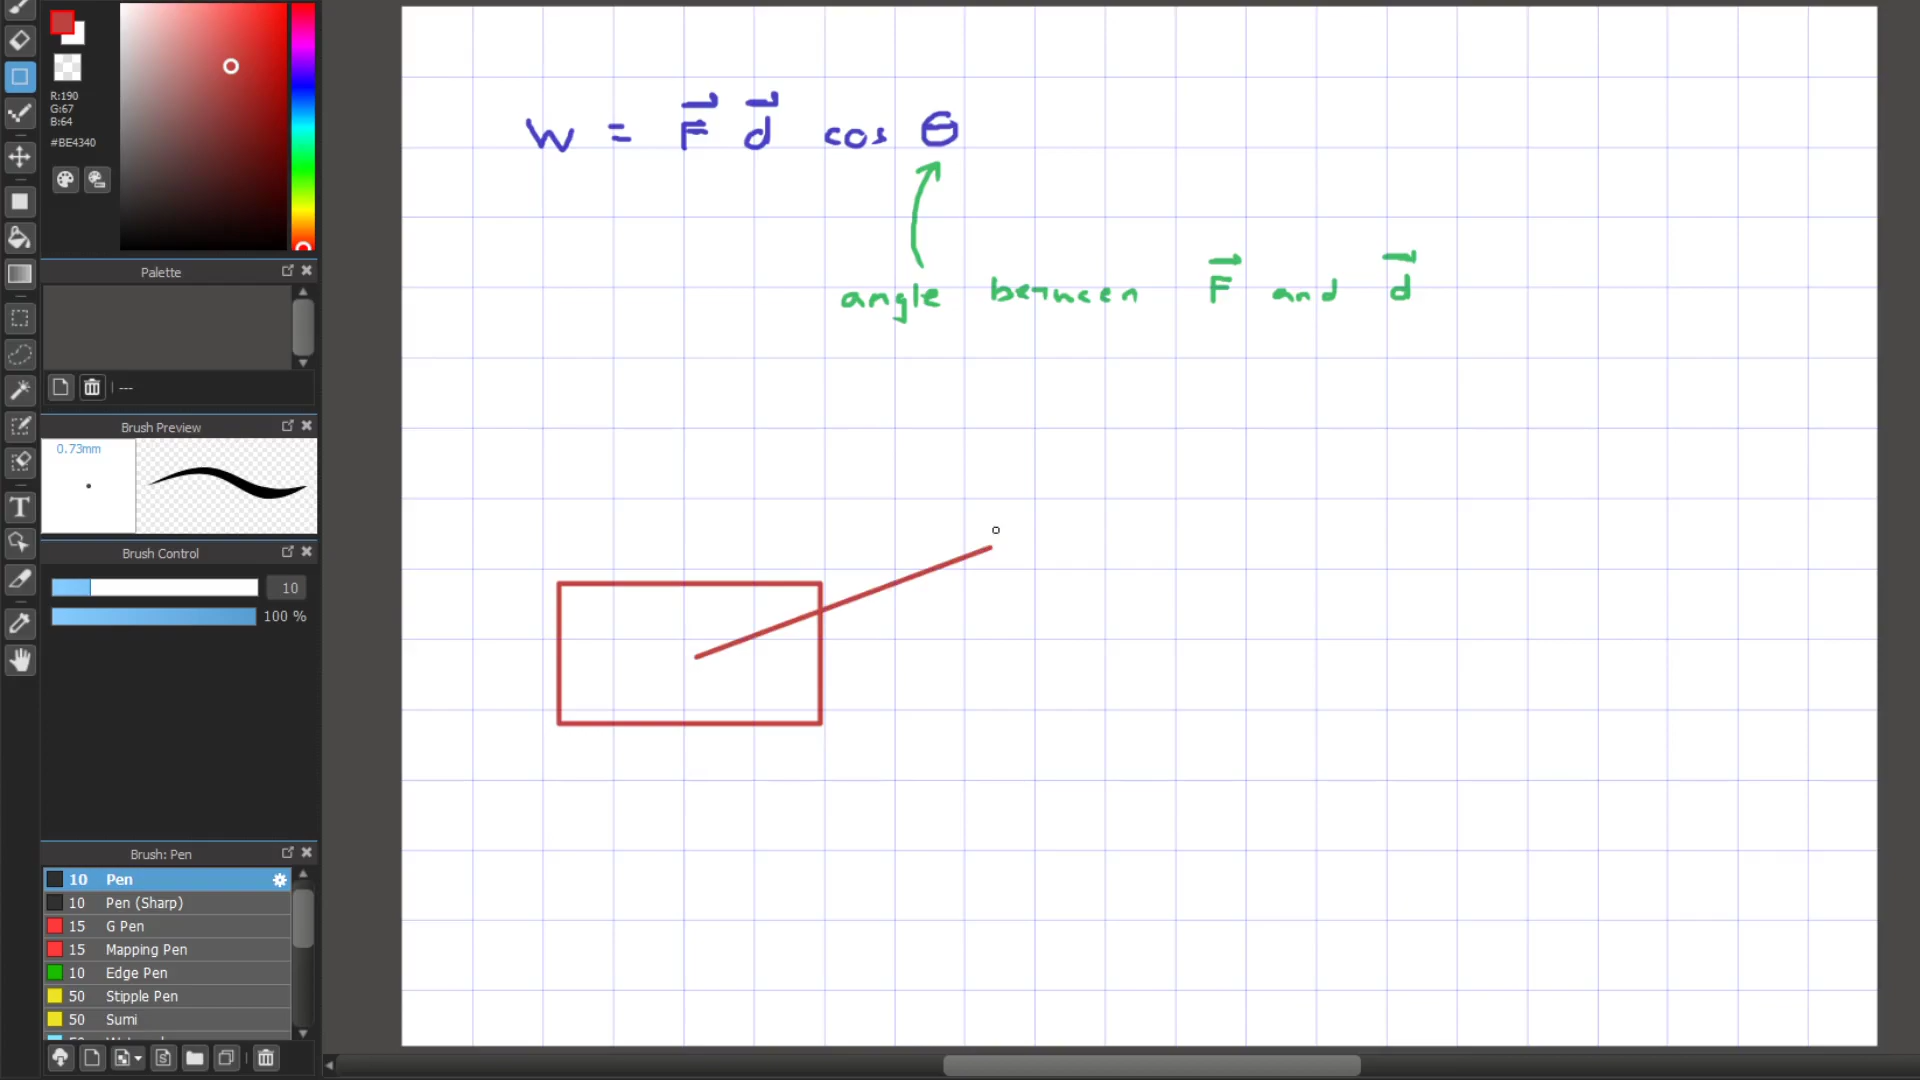 R:190
G:67
B:64
#BE4340
Palette
---
Brush Preview
0.73mm
Brush Control
10
100 %
Brush: Pen
10 Pen
10 Pen (Sharp)
15 G Pen
15 Mapping Pen
10 Edge Pen
50 Stipple Pen
50 Sumi
T
W = F⃗ d⃗ cos θ
angle between F⃗ and d⃗